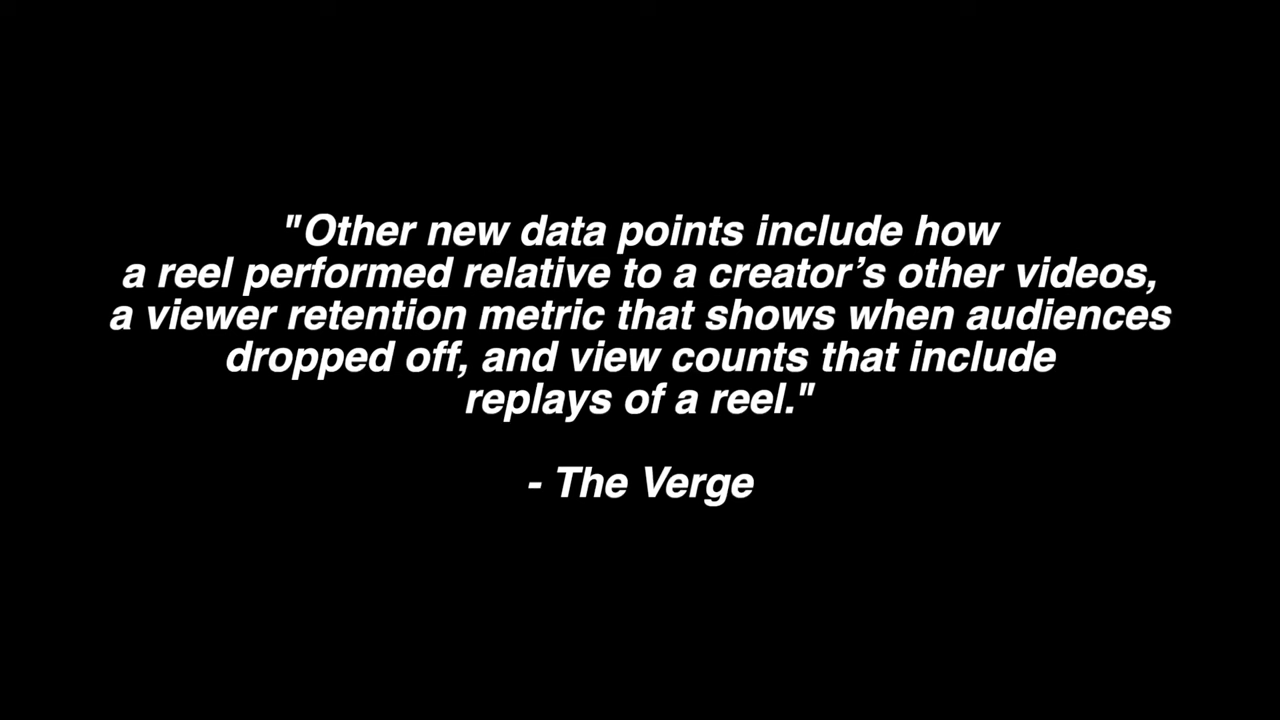 "Other new data points include how
a reel performed relative to a creator’s other videos,
a viewer retention metric that shows when audiences
dropped off, and view counts that include
replays of a reel."
- The Verge